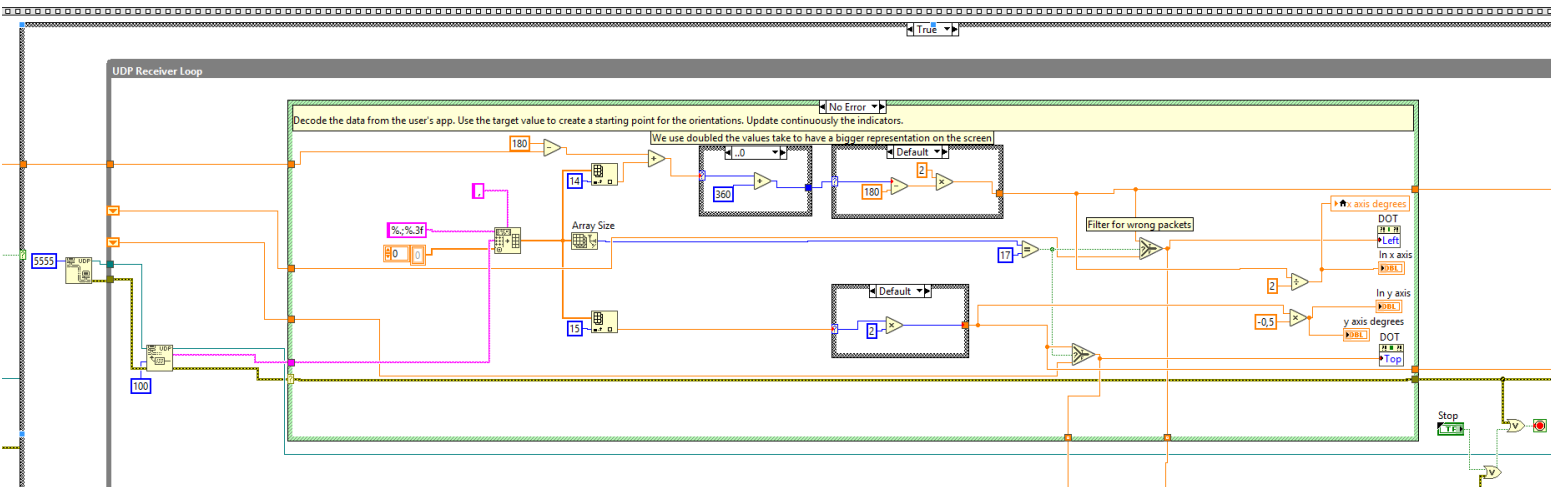 True
UDP Receiver Loop
No Error
Decode the data from the user's app. Use the target value to create a starting point for the orientations. Update continuously the indicators.
We use doubled the values take to have a bigger representation on the screen
180
..0
Default
14
360
2
180
,
%.;%.3f
Array Size
0
0
17
Filter for wrong packets
x axis degrees
DOT
Left
In x axis
DBL
2
5555
UDP
15
Default
2
In y axis
DBL
-0,5
y axis degrees
DBL
DOT
Top
UDP
100
Stop
TF